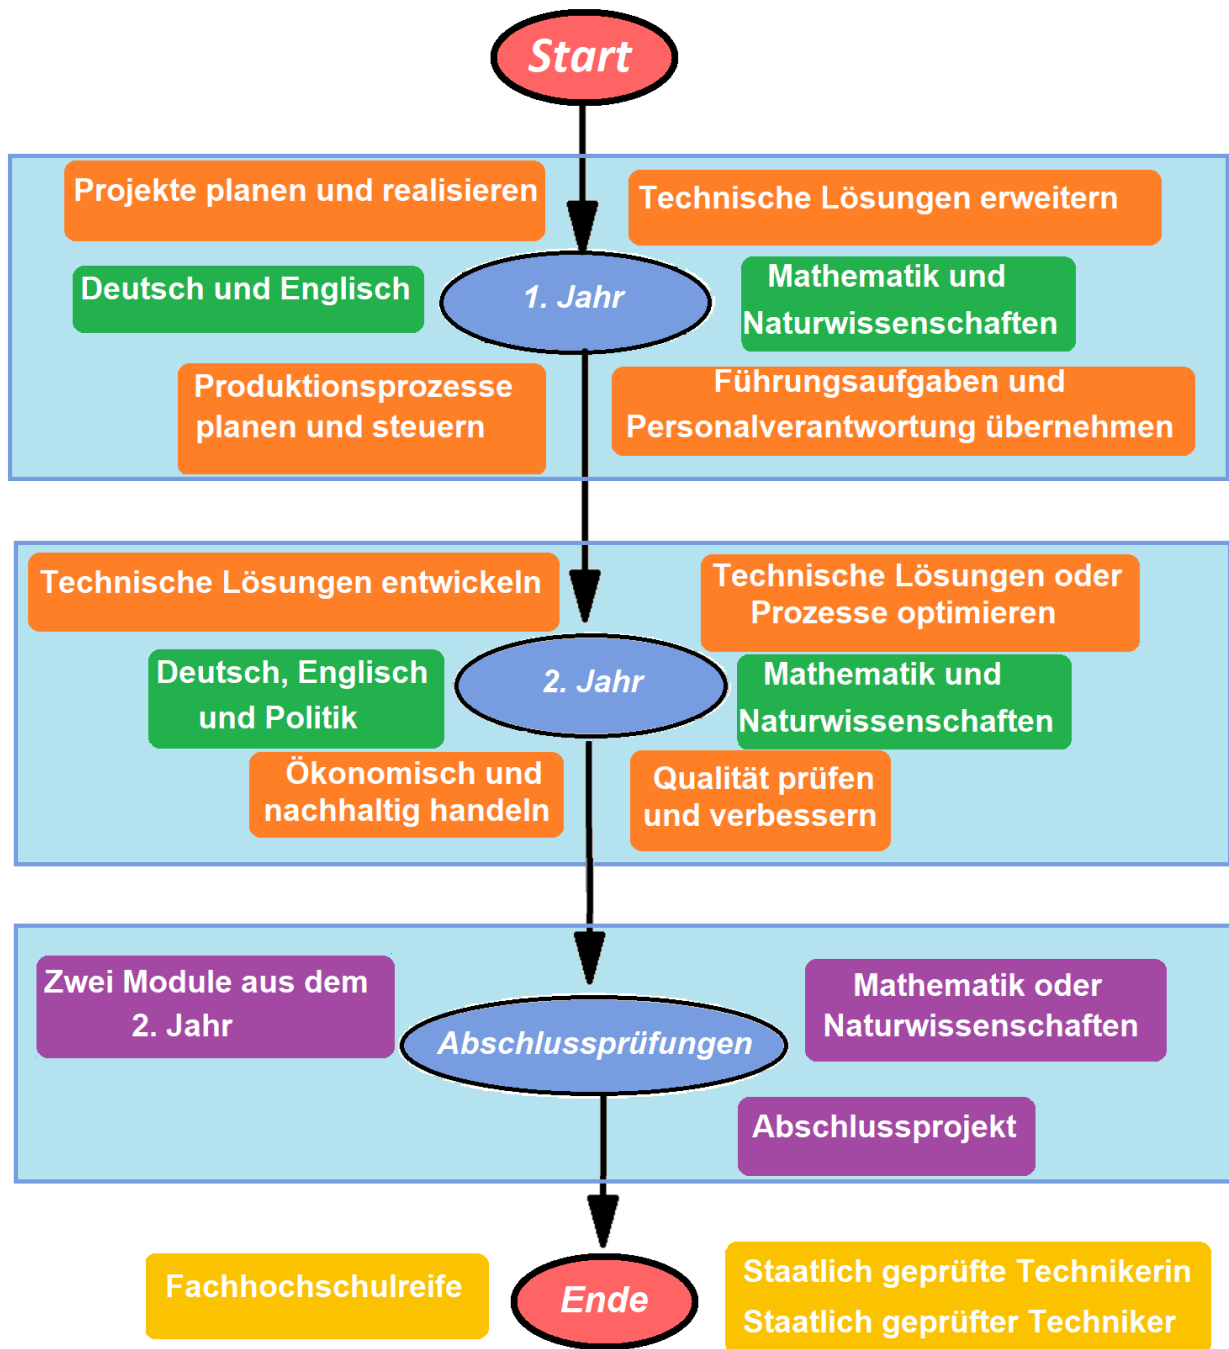 Start
Projekte planen und realisieren
Technische Lösungen erweitern
Deutsch und Englisch
1. Jahr
Mathematik und
Naturwissenschaften
Produktionsprozesse
planen und steuern
Führungsaufgaben und
Personalverantwortung übernehmen
Technische Lösungen entwickeln
Technische Lösungen oder
Prozesse optimieren
Deutsch, Englisch
und Politik
2. Jahr
Mathematik und
Naturwissenschaften
Ökonomisch und
nachhaltig handeln
Qualität prüfen
und verbessern
Zwei Module aus dem
2. Jahr
Abschlussprüfungen
Mathematik oder
Naturwissenschaften
Abschlussprojekt
Fachhochschulreife
Ende
Staatlich geprüfte Technikerin
Staatlich geprüfter Techniker